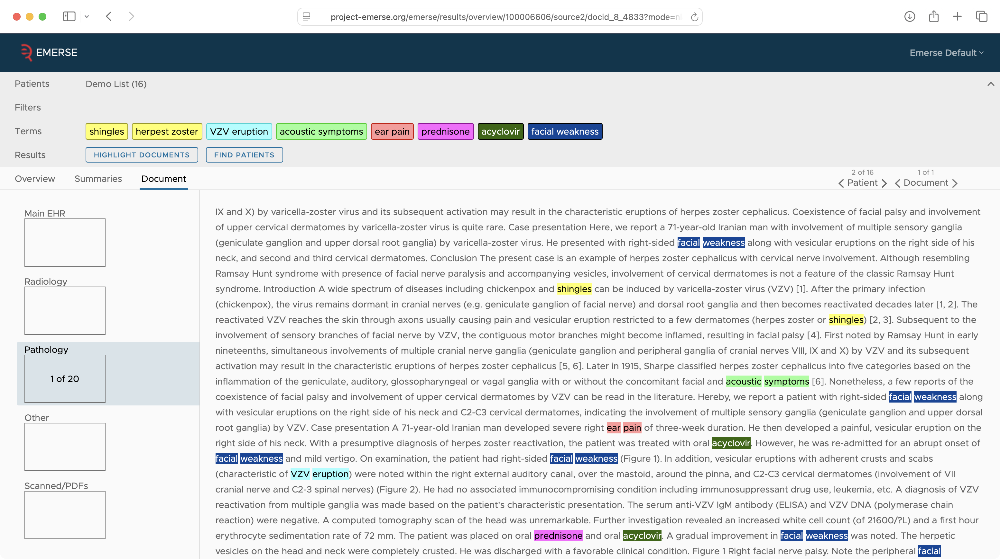 project-emerse.org/emerse/results/overview/100006606/source2/docid_8_4833?mode=n
EMERSE
Emerse Default
Patients
Demo List (16)
Filters
Terms
shingles herpest zoster VZV eruption acoustic symptoms ear pain prednisone acyclovir facial weakness
Results
HIGHLIGHT DOCUMENTS
FIND PATIENTS
Overview
Summaries
Document
2 of 16
Patient
1 of 1
Document
Main EHR
Radiology
Pathology
1 of 20
Other
Scanned/PDFs
IX and X) by varicella-zoster virus and its subsequent activation may result in the characteristic eruptions of herpes zoster cephalicus. Coexistence of facial palsy and involvement
of upper cervical dermatomes by varicella-zoster virus is quite rare. Case presentation Here, we report a 71-year-old Iranian man with involvement of multiple sensory ganglia
(geniculate ganglion and upper dorsal root ganglia) by varicella-zoster virus. He presented with right-sided facial weakness along with vesicular eruptions on the right side of his
neck, and second and third cervical dermatomes. Conclusion The present case is an example of herpes zoster cephalicus with cervical nerve involvement. Although resembling
Ramsay Hunt syndrome with presence of facial nerve paralysis and accompanying vesicles, involvement of cervical dermatomes is not a feature of the classic Ramsay Hunt
syndrome. Introduction A wide spectrum of diseases including chickenpox and shingles can be induced by varicella-zoster virus (VZV) [1]. After the primary infection
(chickenpox), the virus remains dormant in cranial nerves (e.g. geniculate ganglion of facial nerve) and dorsal root ganglia and then becomes reactivated decades later [1, 2]. The
reactivated VZV reaches the skin through axons usually causing pain and vesicular eruption restricted to a few dermatomes (herpes zoster or shingles) [2, 3]. Subsequent to the
involvement of sensory branches of facial nerve by VZV, the contiguous motor branches might become inflamed, resulting in facial palsy [4]. First noted by Ramsay Hunt in early
nineteenths, simultaneous involvements of multiple cranial nerve ganglia (geniculate ganglion and peripheral ganglia of cranial nerves VIII, IX and X) by VZV and its subsequent
activation may result in the characteristic eruptions of herpes zoster cephalicus [5, 6]. Later in 1915, Sharpe classified herpes zoster cephalicus into five categories based on the
inflammation of the geniculate, auditory, glossopharyngeal or vagal ganglia with or without the concomitant facial and acoustic symptoms [6]. Nonetheless, a few reports of the
coexistence of facial palsy and involvement of upper cervical dermatomes by VZV can be read in the literature. Hereby, we report a patient with right-sided facial weakness along
with vesicular eruptions on the right side of his neck and C2-C3 cervical dermatomes, indicating the involvement of multiple sensory ganglia (geniculate ganglion and upper dorsal
root ganglia) by VZV. Case presentation A 71-year-old Iranian man developed severe right ear pain of three-week duration. He then developed a painful, vesicular eruption on the
right side of his neck. With a presumptive diagnosis of herpes zoster reactivation, the patient was treated with oral acyclovir. However, he was re-admitted for an abrupt onset of
facial weakness and mild vertigo. On examination, the patient had right-sided facial weakness (Figure 1). In addition, vesicular eruptions with adherent crusts and scabs
(characteristic of VZV eruption) were noted within the right external auditory canal, over the mastoid, around the pinna, and C2-C3 cervical dermatomes (involvement of VII
cranial nerve and C2-3 spinal nerves) (Figure 2). He had no associated immunocompromising condition including immunosuppressant drug use, leukemia, etc. A diagnosis of VZV
reactivation from multiple ganglia was made based on the patient's characteristic presentation. The serum anti-VZV IgM antibody (ELISA) and VZV DNA (polymerase chain
reaction) were negative. A computed tomography scan of the head was unremarkable. Further investigation revealed an increased white cell count (of 21600/?L) and a first hour
erythrocyte sedimentation rate of 72 mm. The patient was placed on oral prednisone and oral acyclovir. A gradual improvement in facial weakness was noted. The herpetic
vesicles on the head and neck were completely crusted. He was discharged with a favorable clinical condition. Figure 1 Right facial nerve palsy. Note the peripheral facial